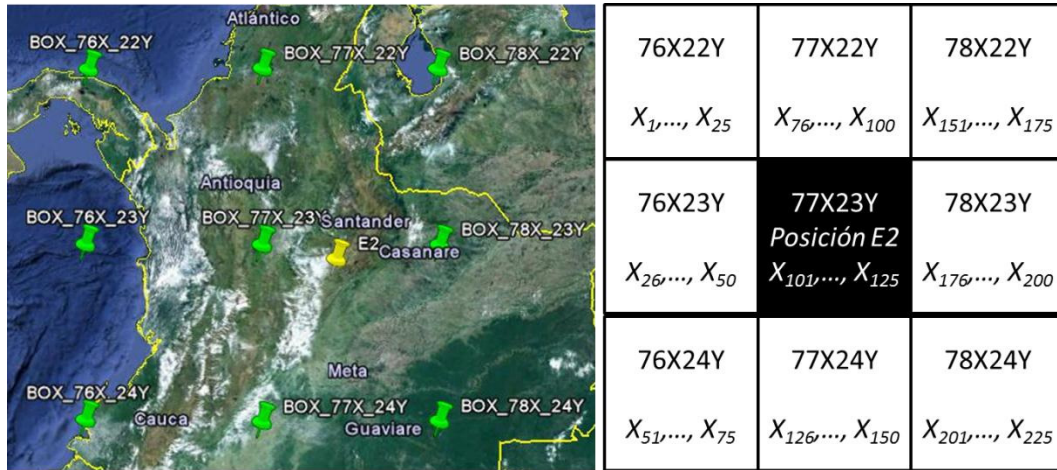 Atlántico
BOX_76X_22Y
BOX_77X_22Y
BOX_78X_22Y
Antioquia
BOX_76X_23Y
BOX_77X_23Y
Santander
E2
BOX_78X_23Y
Casanare
Meta
BOX_76X_24Y
Cauca
BOX_77X_24Y
BOX_78X_24Y
Guaviare
76X22Y
X1,..., X25
77X22Y
X76,..., X100
78X22Y
X151,..., X175
76X23Y
X26,..., X50
77X23Y
Posición E2
X101,..., X125
78X23Y
X176,..., X200
76X24Y
X51,..., X75
77X24Y
X126,..., X150
78X24Y
X201,..., X225